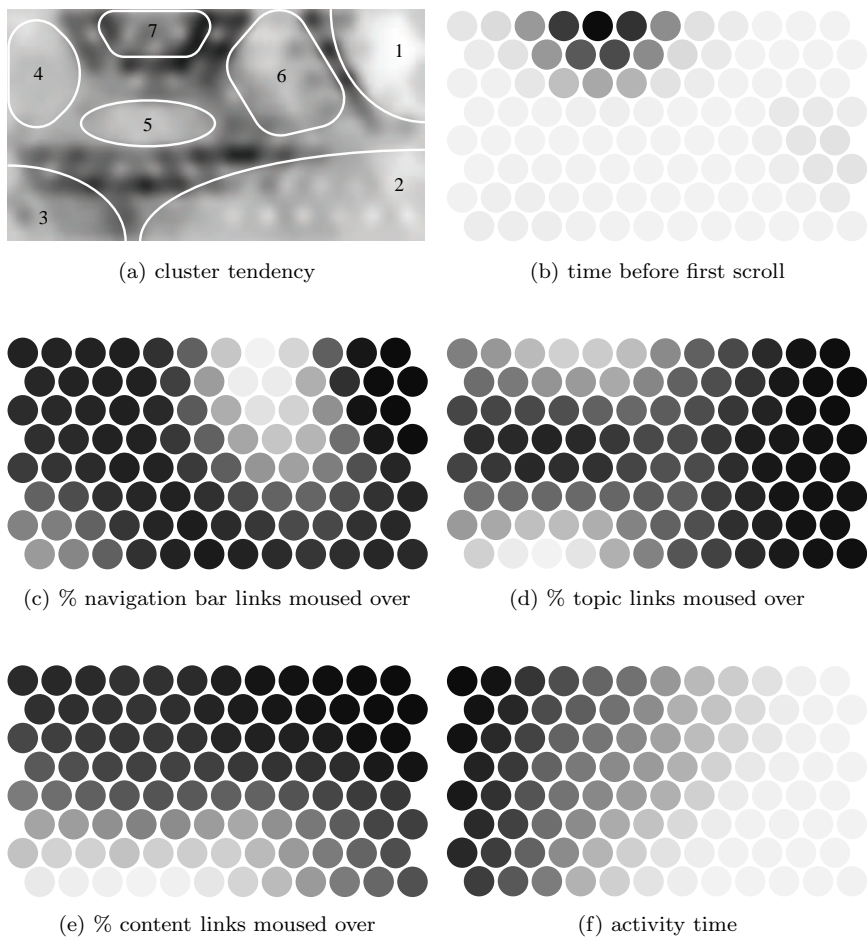 7
1
4
6
5
2
3
(a) cluster tendency
(b) time before first scroll
(c) % navigation bar links moused over
(d) % topic links moused over
(e) % content links moused over
(f) activity time